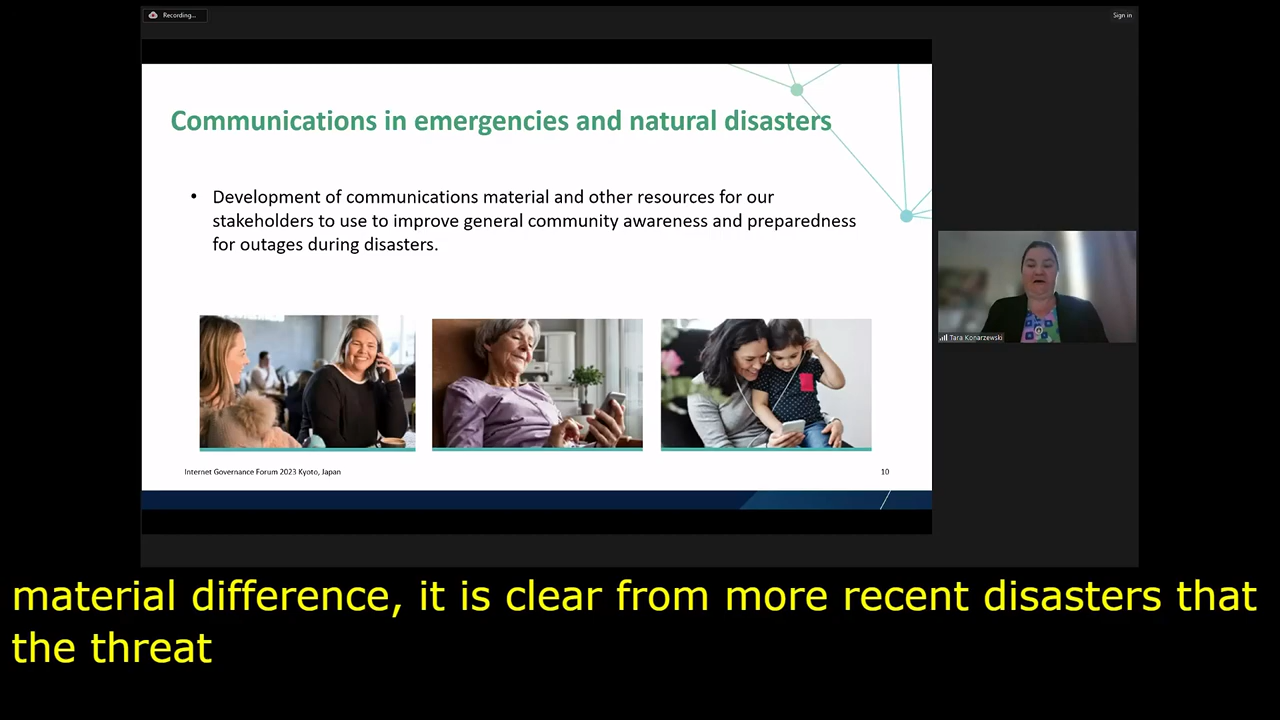 Recording...
Sign in
Communications in emergencies and natural disasters
• Development of communications material and other resources for our
stakeholders to use to improve general community awareness and preparedness
for outages during disasters.
Tara Konarzewski
Internet Governance Forum 2023 Kyoto, Japan
10
material difference, it is clear from more recent disasters that
the threat